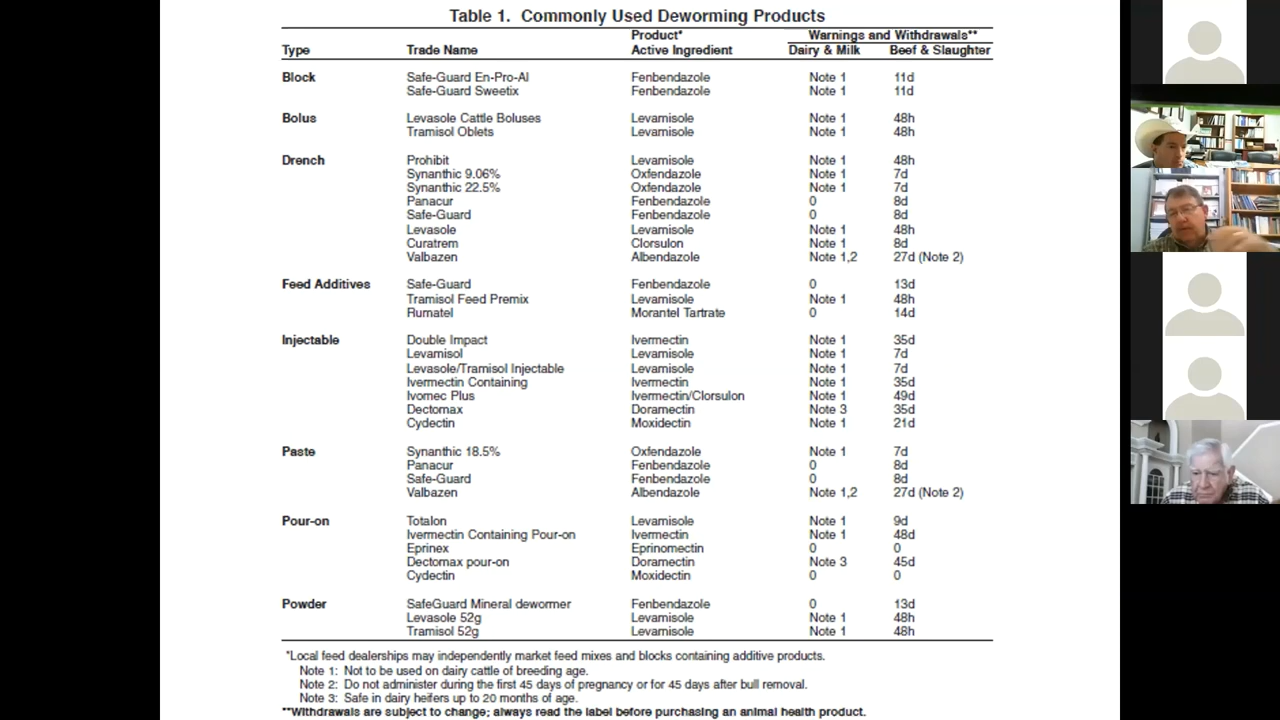 Table 1. Commonly Used Deworming Products
Product* Warnings and Withdrawals**
Type Trade Name Active Ingredient Dairy & Milk Beef & Slaughter
Block Safe-Guard En-Pro-Al Fenbendazole Note 1 11d
Safe-Guard Sweetix Fenbendazole Note 1 11d
Bolus Levasole Cattle Boluses Levamisole Note 1 48h
Tramisol Oblets Levamisole Note 1 48h
Drench Prohibit Levamisole Note 1 48h
Synanthic 9.06% Oxfendazole Note 1 7d
Synanthic 22.5% Oxfendazole Note 1 7d
Panacur Fenbendazole 0 8d
Safe-Guard Fenbendazole 0 8d
Levasole Levamisole Note 1 48h
Curatrem Clorsulon Note 1 8d
Valbazen Albendazole Note 1,2 27d (Note 2)
Feed Additives Safe-Guard Fenbendazole 0 13d
Tramisol Feed Premix Levamisole Note 1 48h
Rumatel Morantel Tartrate 0 14d
Injectable Double Impact Ivermectin Note 1 35d
Levamisol Levamisole Note 1 7d
Levasole/Tramisol Injectable Levamisole Note 1 7d
Ivermectin Containing Ivermectin Note 1 35d
Ivomec Plus Ivermectin/Clorsulon Note 1 49d
Dectomax Doramectin Note 3 35d
Cydectin Moxidectin Note 1 21d
Paste Synanthic 18.5% Oxfendazole Note 1 7d
Panacur Fenbendazole 0 8d
Safe-Guard Fenbendazole 0 8d
Valbazen Albendazole Note 1,2 27d (Note 2)
Pour-on Totalon Levamisole Note 1 9d
Ivermectin Containing Pour-on Ivermectin Note 1 48d
Eprinex Eprinomectin 0 0
Dectomax pour-on Doramectin Note 3 45d
Cydectin Moxidectin 0 0
Powder SafeGuard Mineral dewormer Fenbendazole 0 13d
Levasole 52g Levamisole Note 1 48h
Tramisol 52g Levamisole Note 1 48h
*Local feed dealerships may independently market feed mixes and blocks containing additive products.
Note 1: Not to be used on dairy cattle of breeding age.
Note 2: Do not administer during the first 45 days of pregnancy or for 45 days after bull removal.
Note 3: Safe in dairy heifers up to 20 months of age.
**Withdrawals are subject to change; always read the label before purchasing an animal health product.